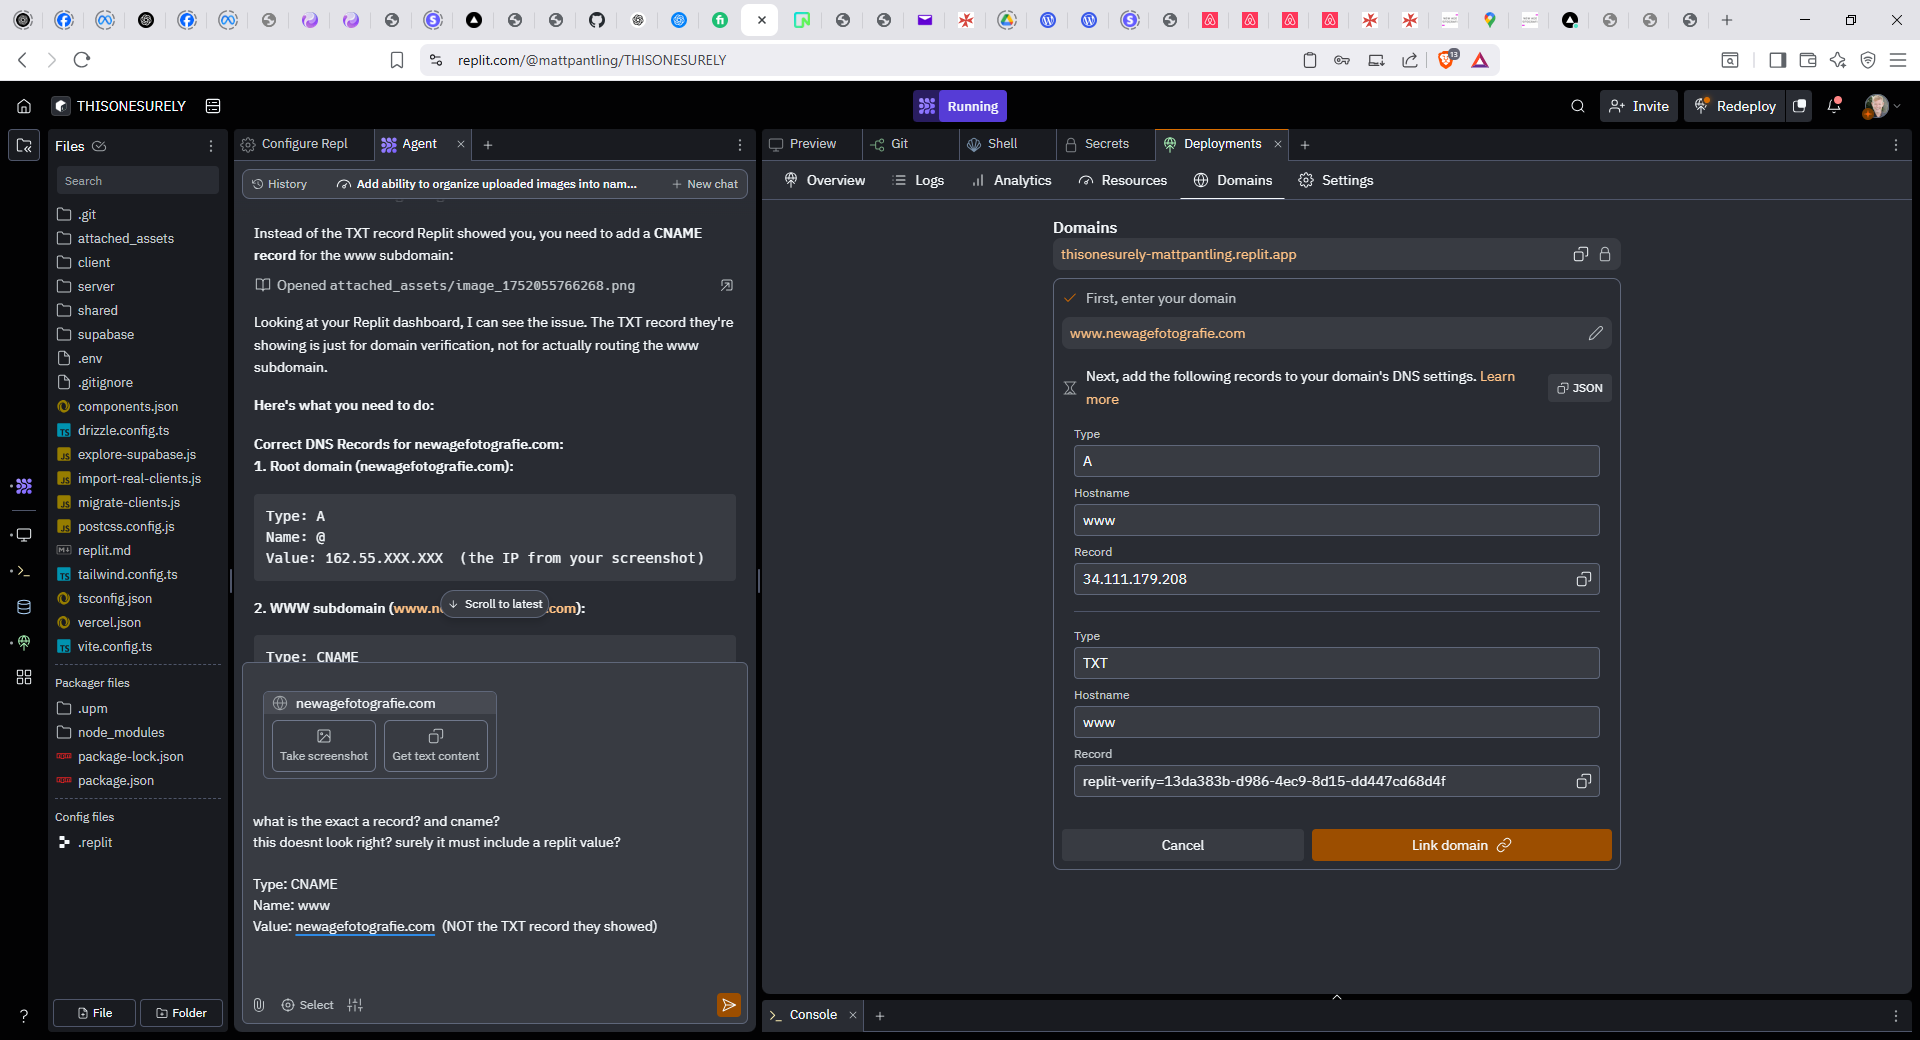 replit.com/@mattpantling/THISONESURELY
13
THISONESURELY
Running
Invite
Redeploy
Files
Search
.git
attached_assets
client
server
shared
supabase
.env
.gitignore
components.json
drizzle.config.ts
explore-supabase.js
import-real-clients.js
migrate-clients.js
postcss.config.js
replit.md
tailwind.config.ts
tsconfig.json
vercel.json
vite.config.ts
Packager files
.upm
node_modules
package-lock.json
package.json
Config files
.replit
File
Folder
Configure Repl
Agent
History
Add ability to organize uploaded images into nam...
New chat
Instead of the TXT record Replit showed you, you need to add a CNAME
record for the www subdomain:
Opened attached_assets/image_1752055766268.png
Looking at your Replit dashboard, I can see the issue. The TXT record they're
showing is just for domain verification, not for actually routing the www
subdomain.
Here's what you need to do:
Correct DNS Records for newagefotografie.com:
1. Root domain (newagefotografie.com):
Type: A
Name: @
Value: 162.55.XXX.XXX (the IP from your screenshot)
2. WWW subdomain (www.n
com):
Scroll to latest
Type: CNAME
newagefotografie.com
Take screenshot
Get text content
what is the exact a record? and cname?
this doesnt look right? surely it must include a replit value?
Type: CNAME
Name: www
Value: newagefotografie.com (NOT the TXT record they showed)
Select
Preview
Git
Shell
Secrets
Deployments
Overview
Logs
Analytics
Resources
Domains
Settings
Domains
thisonesurely-mattpantling.replit.app
First, enter your domain
www.newagefotografie.com
Next, add the following records to your domain's DNS settings. Learn
more
JSON
Type
A
Hostname
www
Record
34.111.179.208
Type
TXT
Hostname
www
Record
replit-verify=13da383b-d986-4ec9-8d15-dd447cd68d4f
Cancel
Link domain
Console